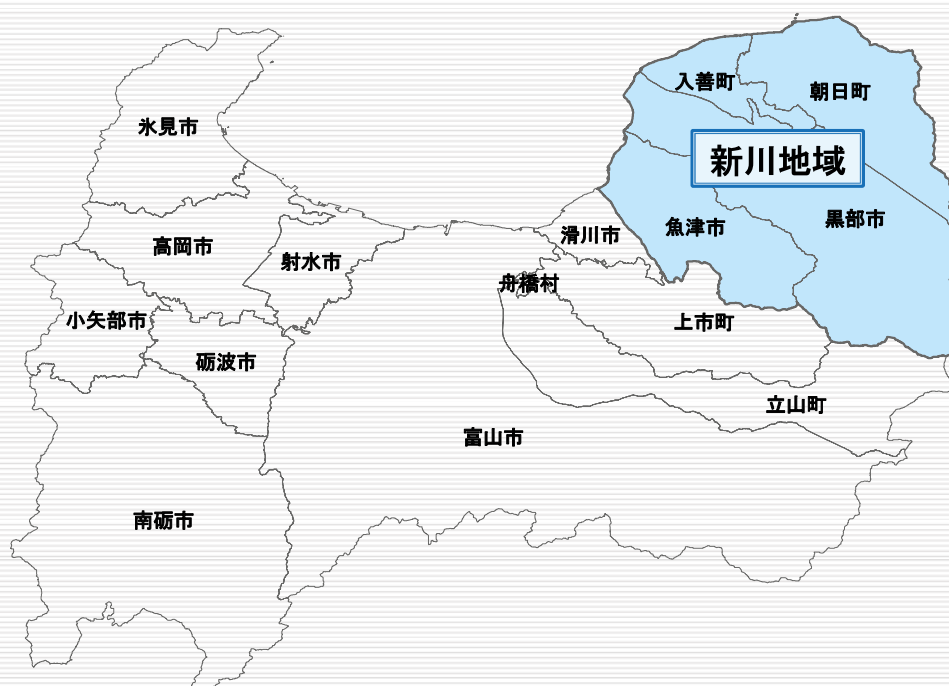 入善町
朝日町
氷見市
新川地域
黒部市
魚津市
滑川市
高岡市
射水市
舟橋村
小矢部市
上市町
砺波市
立山町
富山市
南砺市